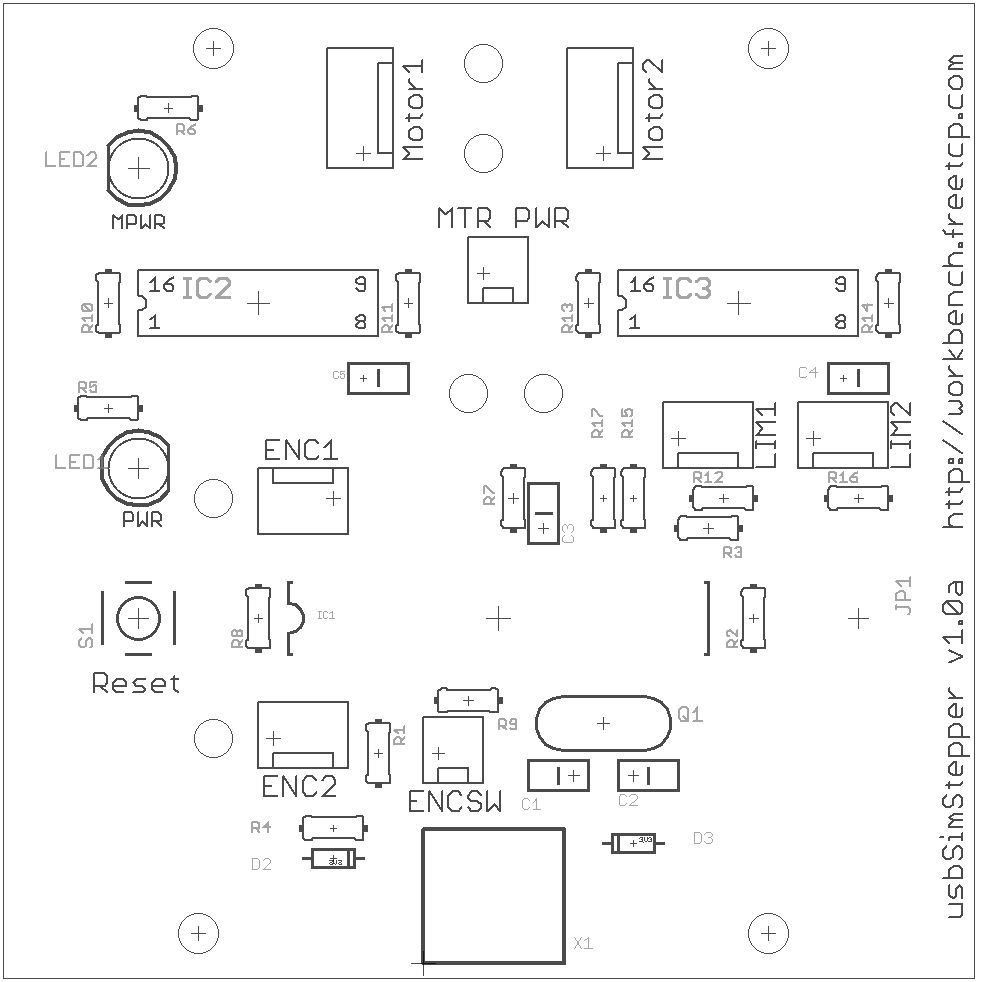 Motor1
Motor2
R6
LED2
MPWR
MTR PWR
R10
16
IC2
9
1
8
R11
R13
16
IC3
9
1
8
R14
C5
C4
R5
LED1
PWR
ENC1
R17
R15
LIM1
LIM2
R7
C3
R12
R16
R3
S1
Reset
R8
IC1
R2
JP1
ENC2
R1
R9
ENCSW
Q1
C1
C2
R4
D2
3V3
3V3
D3
X1
usbSimStepper v1.0a http://workbench.freetcp.com